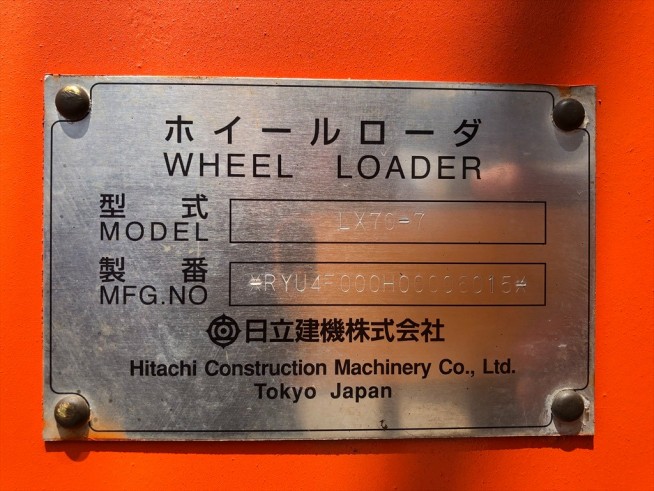 ホイールローダ
WHEEL LOADER
型式 LX70-7
MODEL
製番
MFG.NO
日立建機株式会社
Hitachi Construction Machinery Co., Ltd.
Tokyo Japan